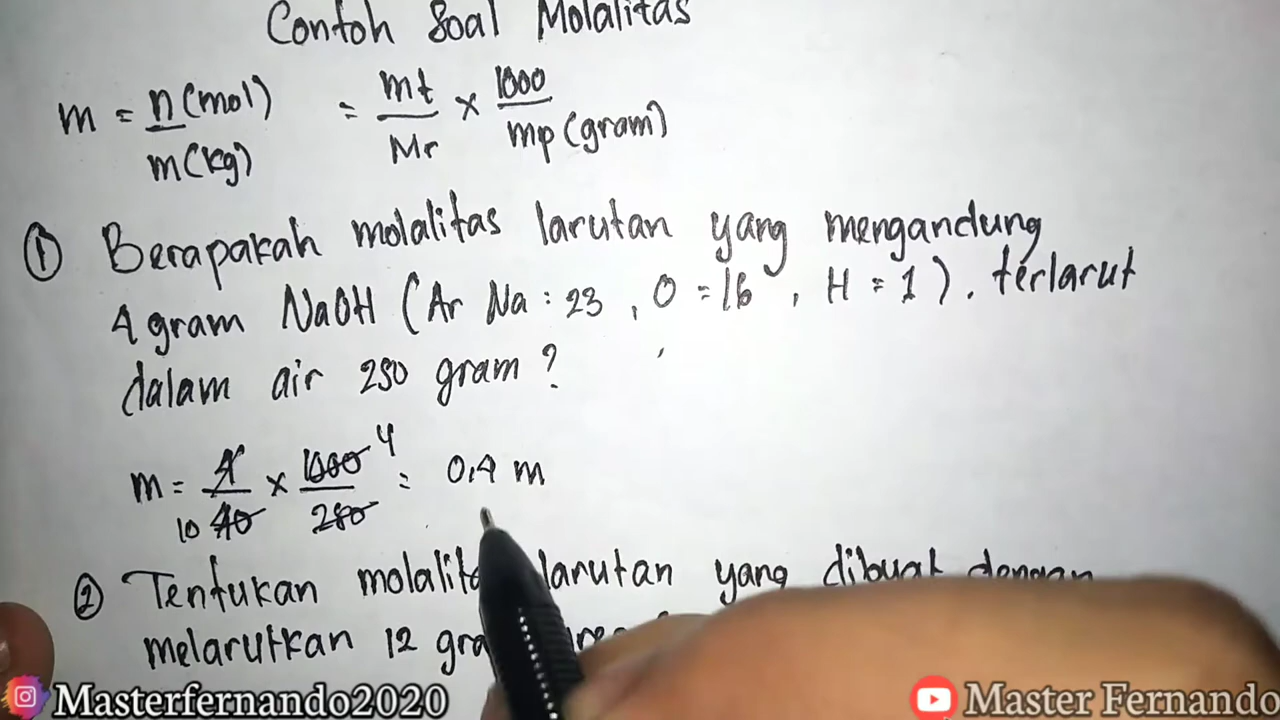 Contoh Soal Molalitas
m = n(mol) / m(kg) = mt / Mr × 1000 / mp (gram)
① Berapakah molalitas larutan yang mengandung
4 gram NaOH (Ar Na : 23 , O = 16 , H = 1 ). terlarut
dalam air 250 gram ?
m = 4 / 40 10 × 1000 4 / 250 = 0,4 m
② Tentukan larutan yang dibuat dengan
melarutkan 12
Masterfernando2020
Master Fernando